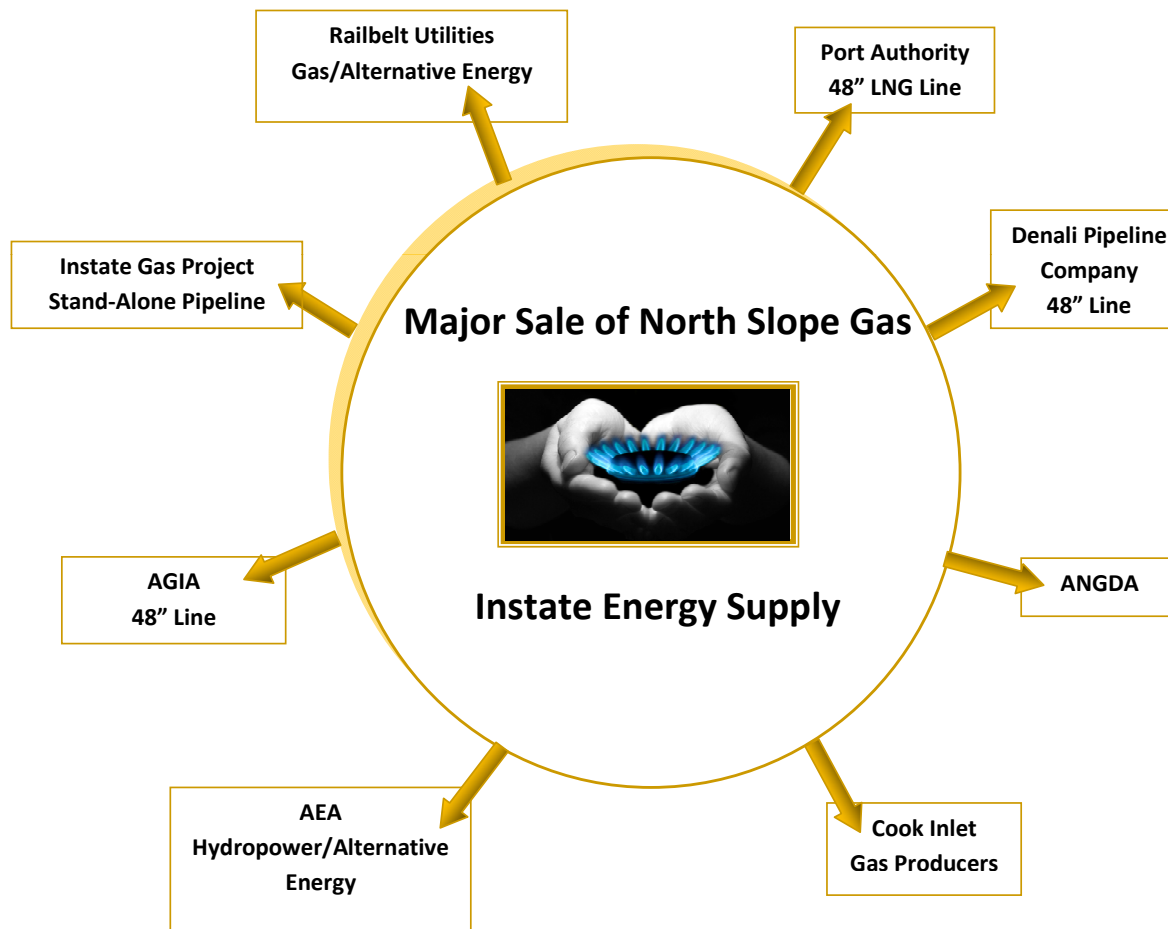 Railbelt Utilities
Gas/Alternative Energy
Port Authority
48” LNG Line
Instate Gas Project
Stand-Alone Pipeline
Denali Pipeline
Company
48” Line
Major Sale of North Slope Gas
Instate Energy Supply
AGIA
48” Line
ANGDA
AEA
Hydropower/Alternative
Energy
Cook Inlet
Gas Producers